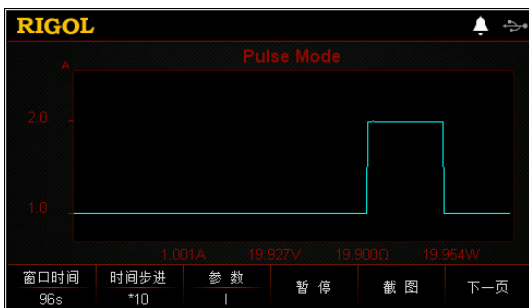 RIGOL
Pulse Mode
A
2.0
1.0
1.001A 19.927V 19.900Ω 19.954W
窗口时间 时间步进 参 数 暂 停 截 图 下一页
96s *10 I